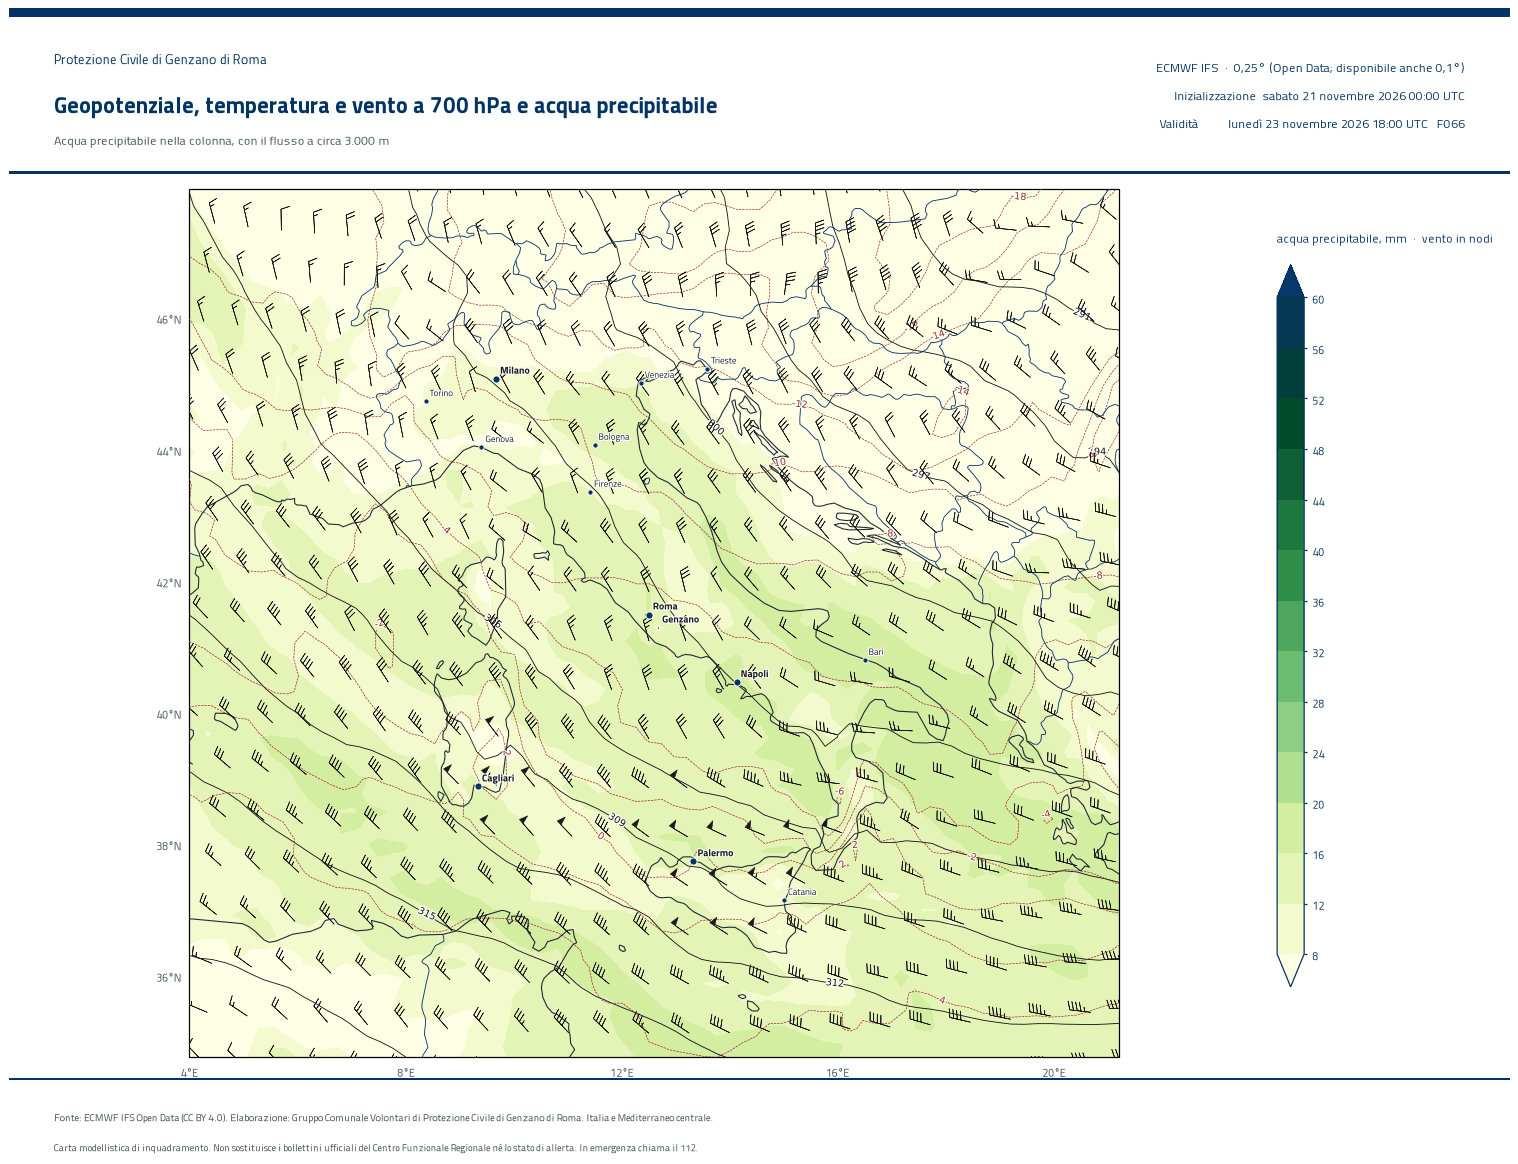 Protezione Civile di Genzano di Roma
Geopotenziale, temperatura e vento a 700 hPa e acqua precipitabile
Acqua precipitabile nella colonna, con il flusso a circa 3.000 m
ECMWF IFS · 0,25° (Open Data; disponibile anche 0,1°)
Inizializzazione sabato 21 novembre 2026 00:00 UTC
Validità lunedì 23 novembre 2026 18:00 UTC F066
acqua precipitabile, mm · vento in nodi
60
56
52
48
44
40
36
32
28
24
20
16
12
8
46°N
44°N
42°N
40°N
38°N
36°N
4°E
8°E
12°E
16°E
20°E
-18
291
-14
Trieste
Milano
Venezia
Torino
-12
-12
300
Genova
Bologna
294
-10
297
Firenze
-8
-8
Roma
Genzano
306
Bari
Napoli
Cagliari
-6
309
0
-4
2
Palermo
-2
2
Catania
315
312
4
Fonte: ECMWF IFS Open Data (CC BY 4.0). Elaborazione: Gruppo Comunale Volontari di Protezione Civile di Genzano di Roma. Italia e Mediterraneo centrale.
Carta modellistica di inquadramento. Non sostituisce i bollettini ufficiali del Centro Funzionale Regionale né lo stato di allerta. In emergenza chiama il 112.